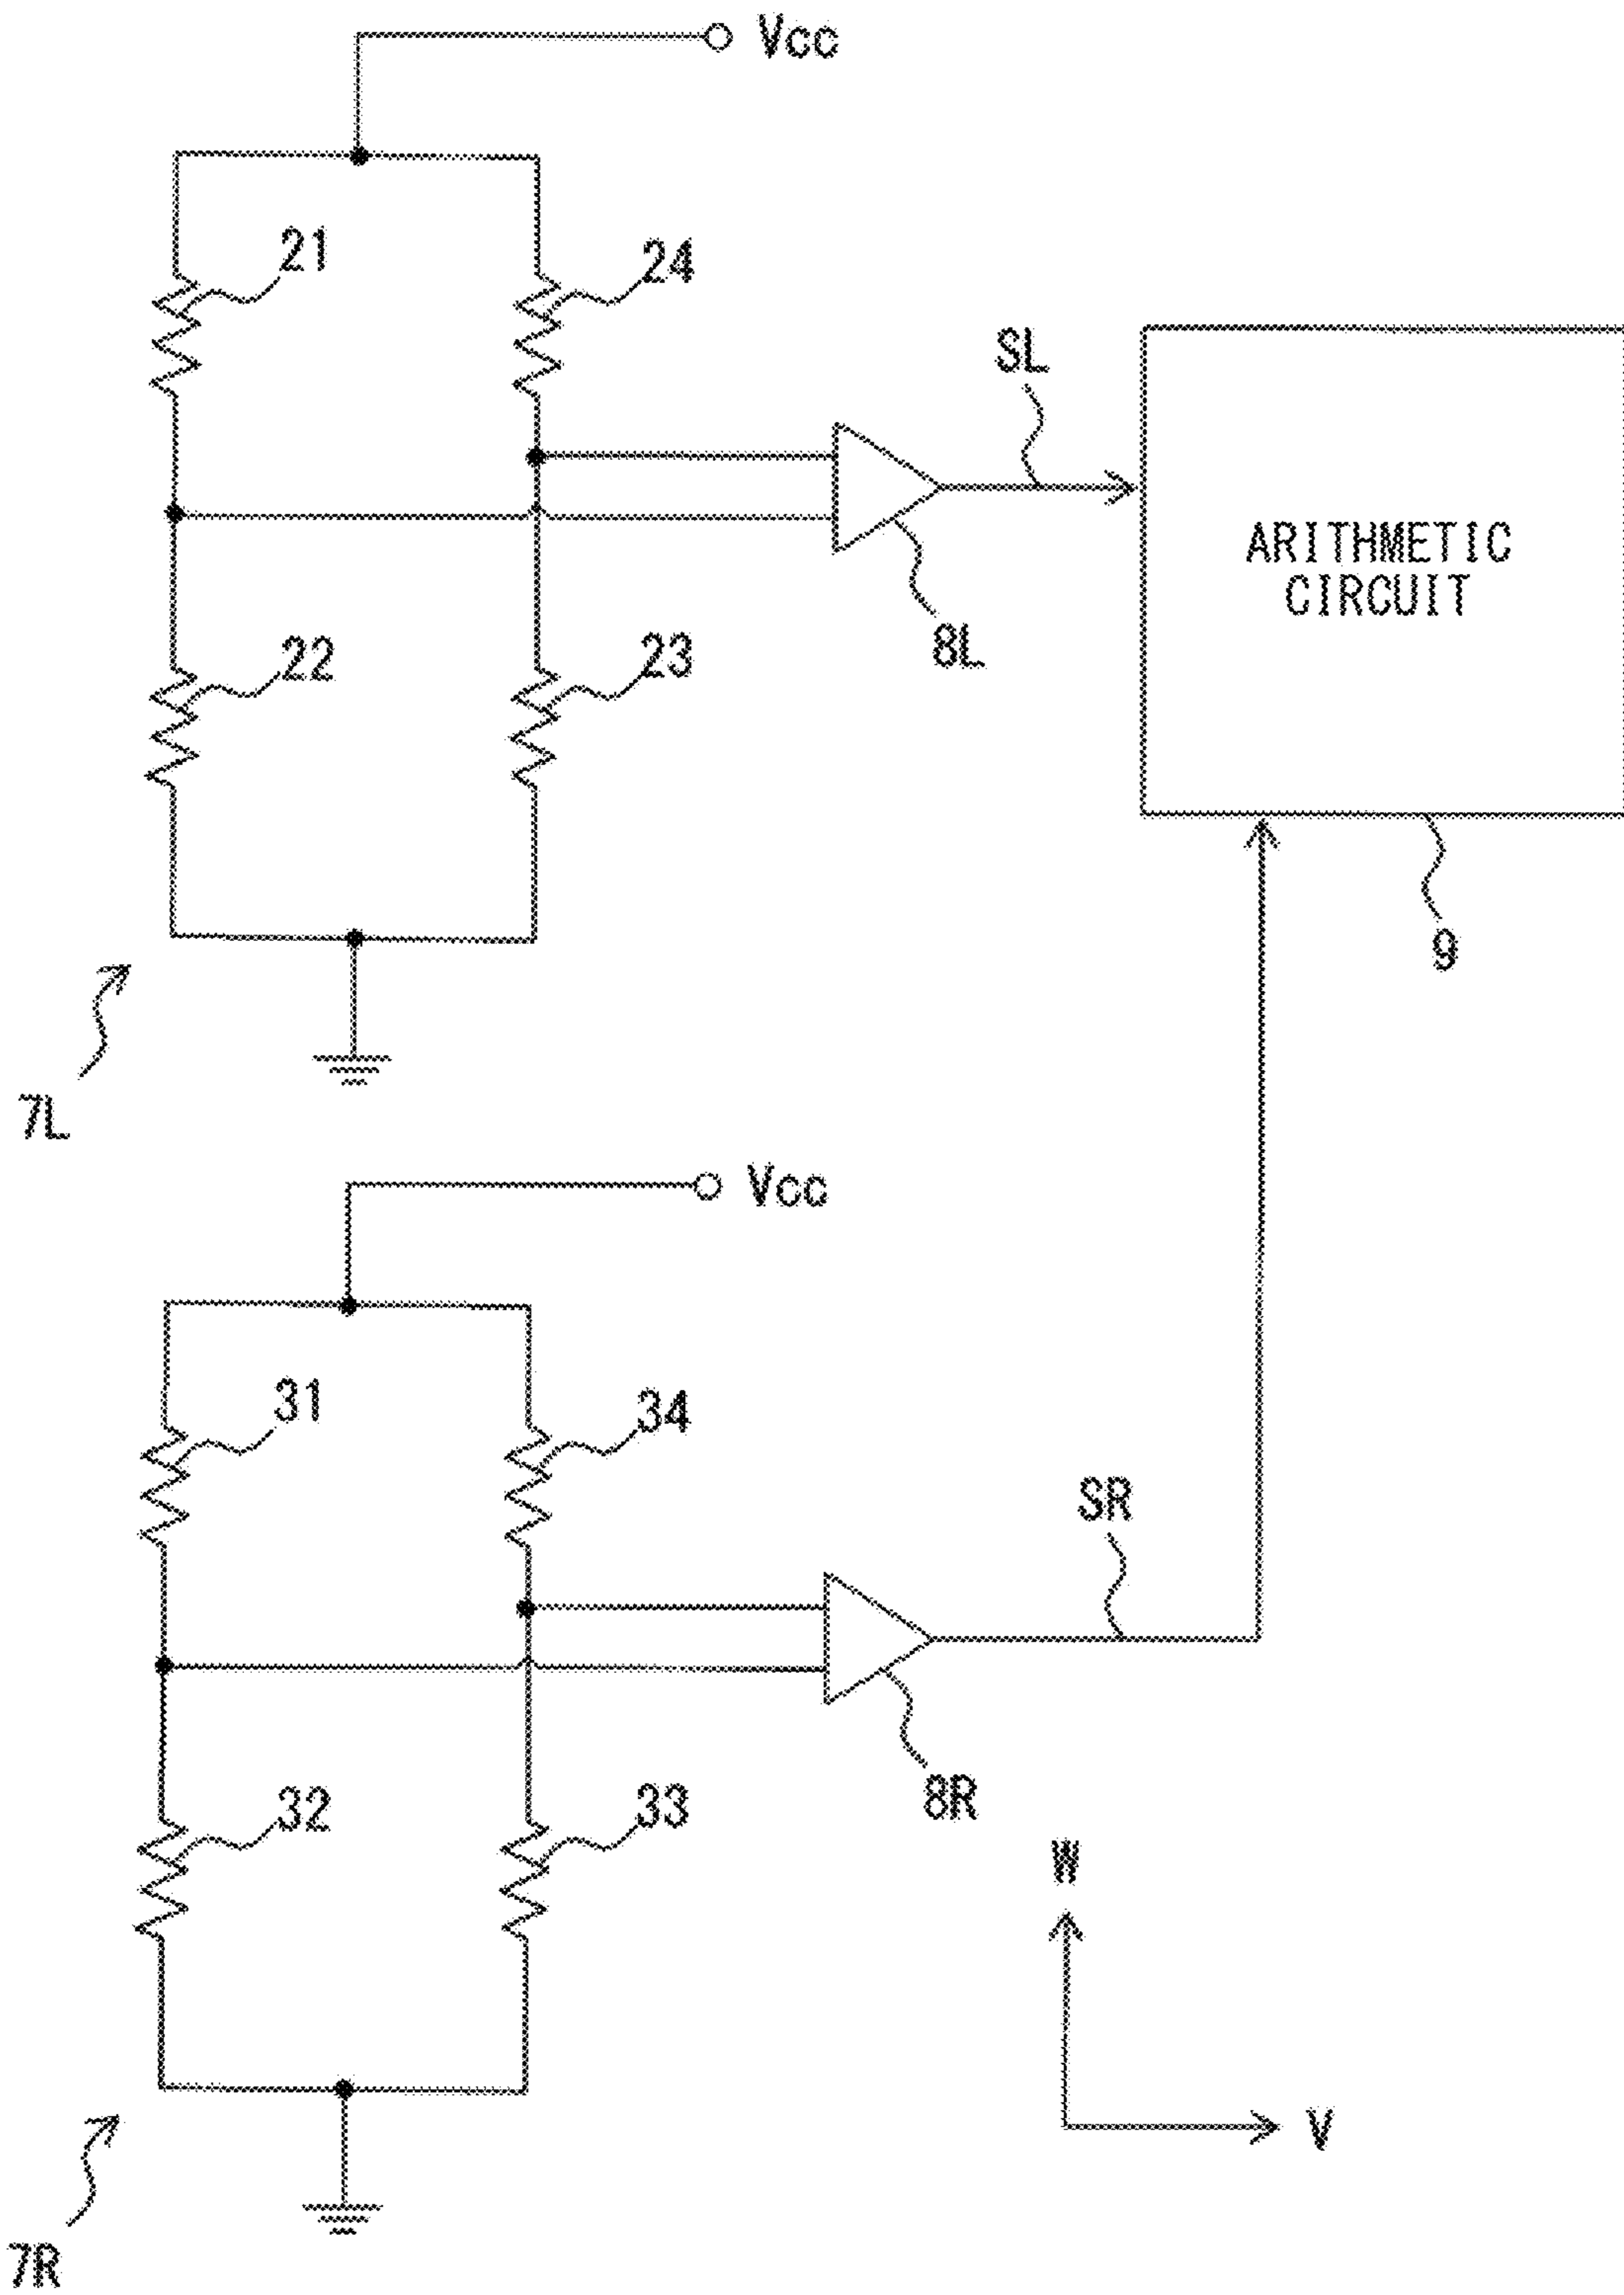 Vcc
21
24
SL
ARITHMETIC
CIRCUIT
8L
22
23
9
7L
Vcc
31
34
SR
8R
32
33
W
V
7R